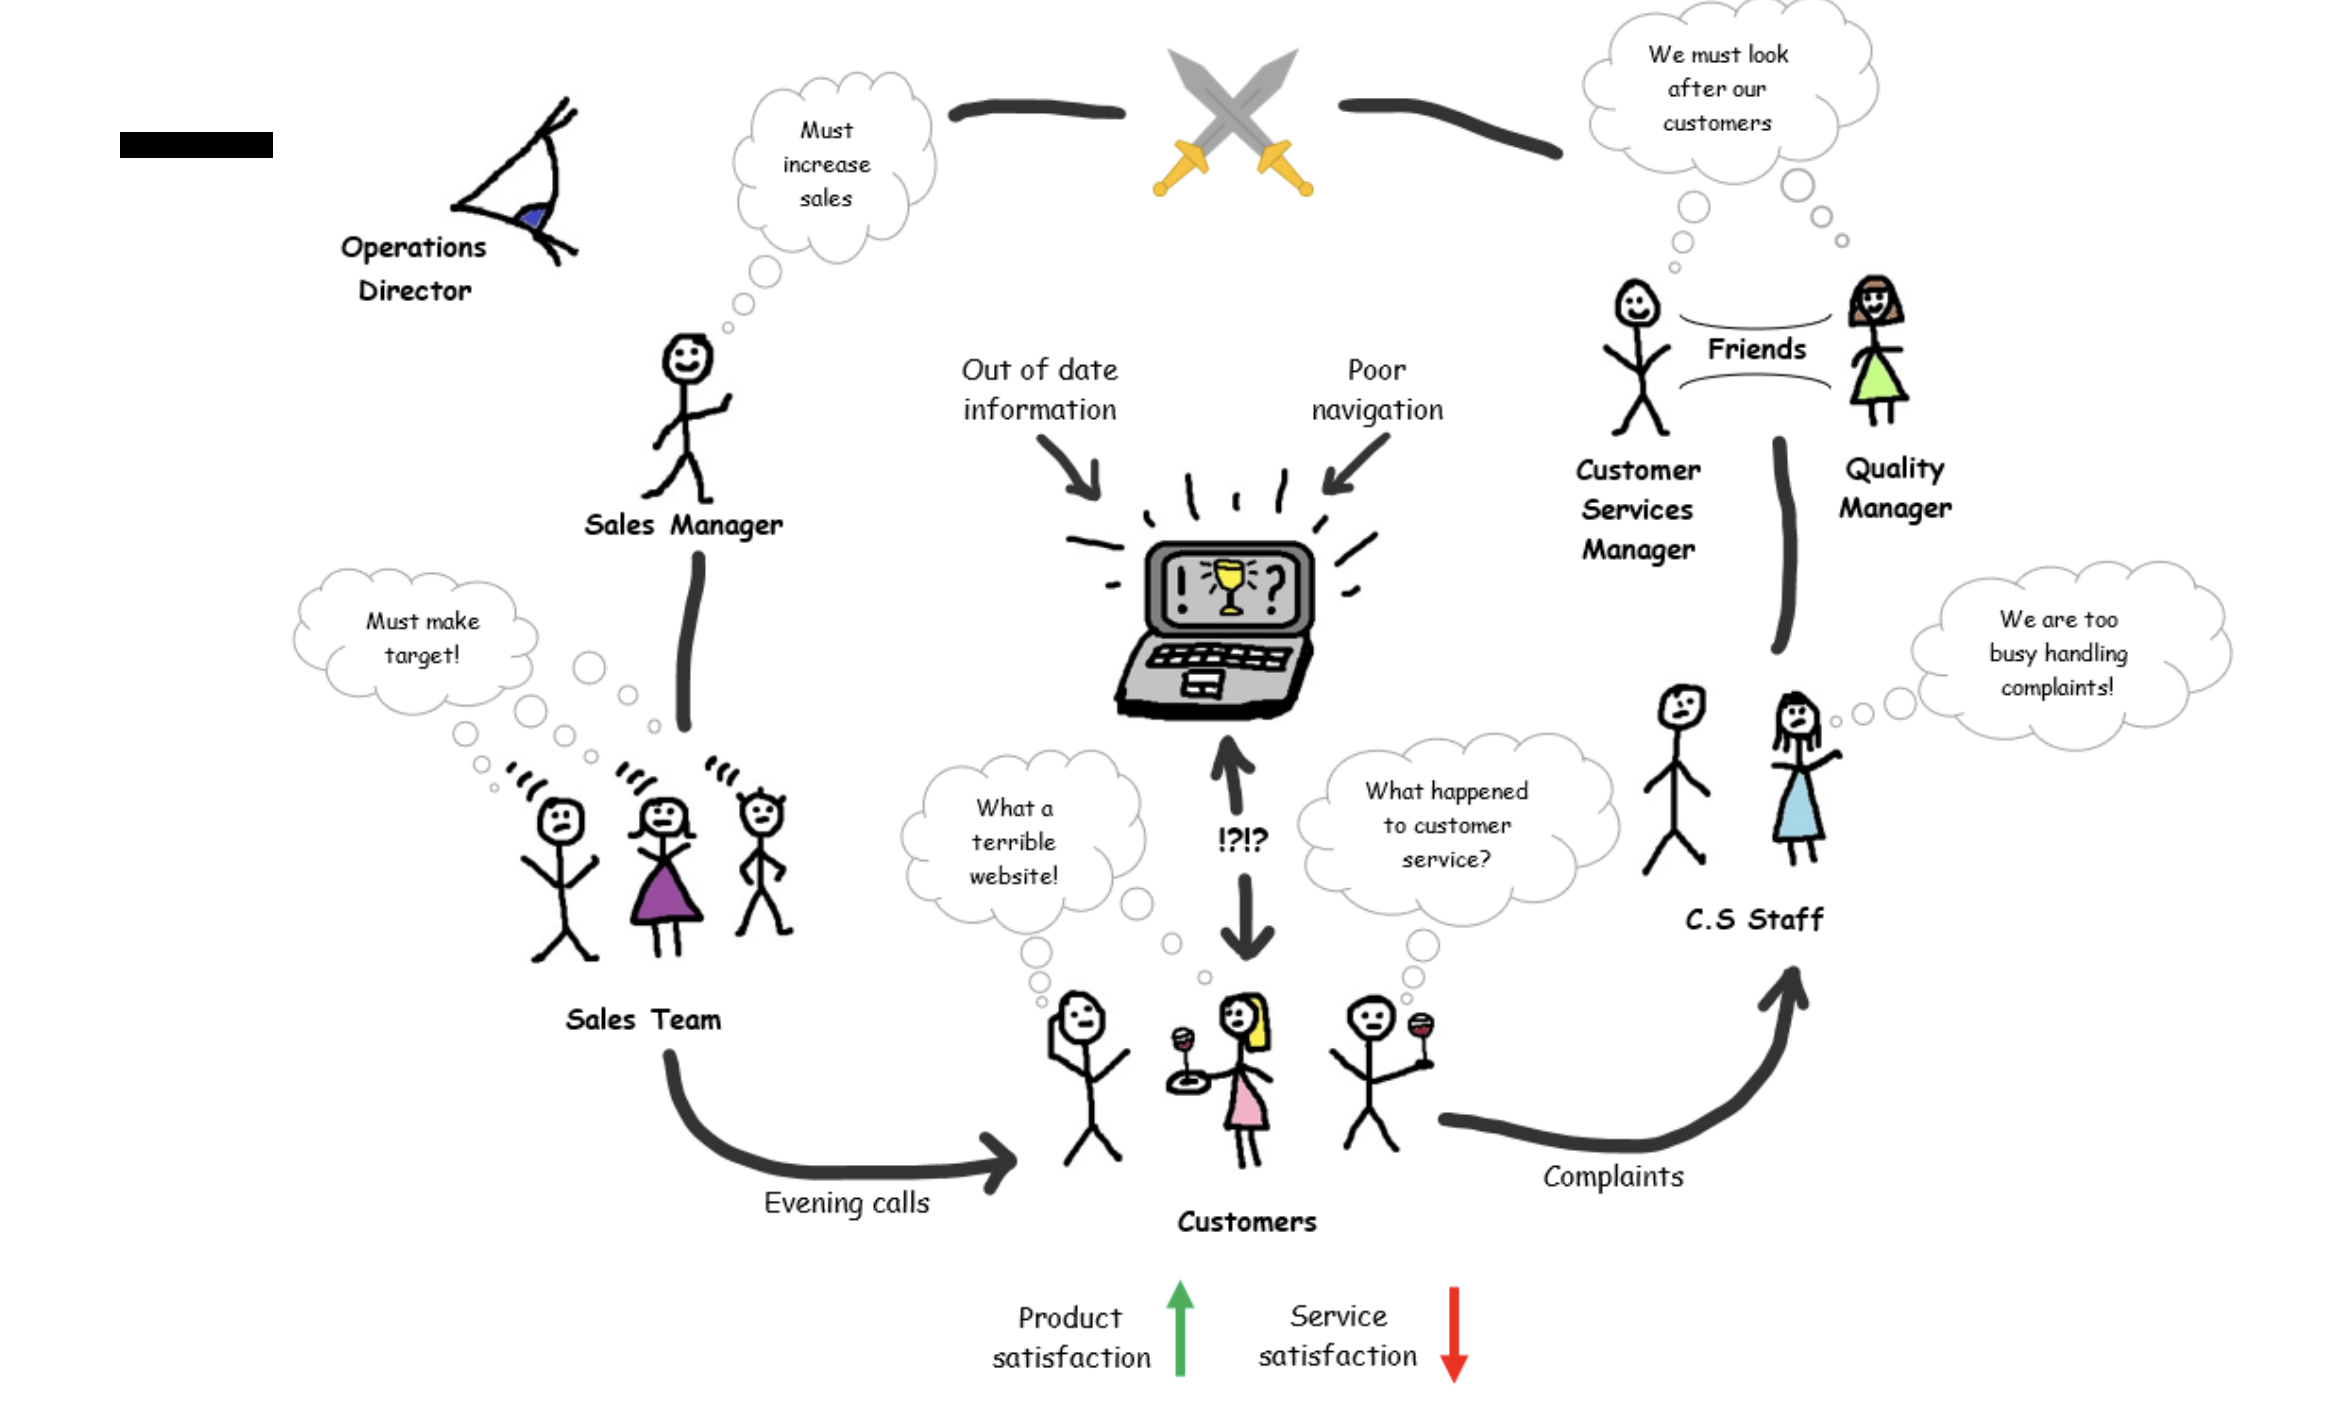 We must look
after our
customers
Must
increase
sales
Operations
Director
Friends
Out of date
information
Poor
navigation
Customer
Services
Manager
Quality
Manager
Sales Manager
! ?
Must make
target!
We are too
busy handling
complaints!
What a
terrible
website!
!?!?
What happened
to customer
service?
C.S Staff
Sales Team
Evening calls
Complaints
Customers
Product
satisfaction
Service
satisfaction